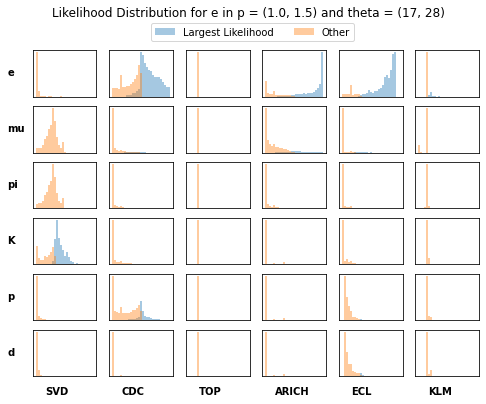 Likelihood Distribution for e in p = (1.0, 1.5) and theta = (17, 28)
Largest Likelihood Other
e
mu
pi
K
p
d
SVD CDC TOP ARICH ECL KLM